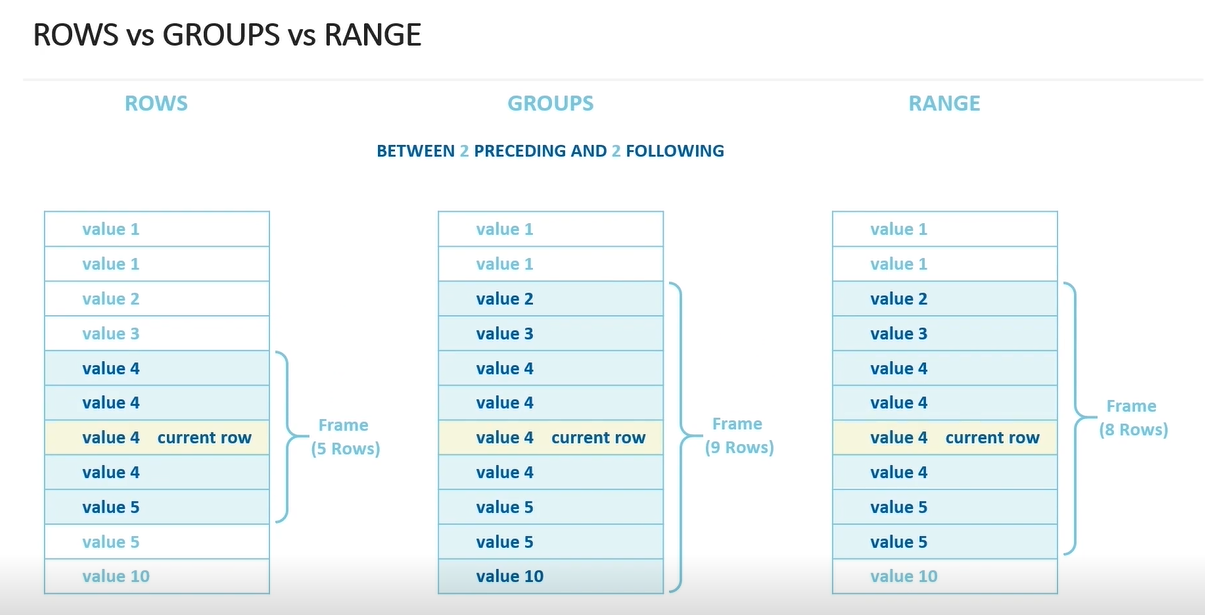 ROWS vs GROUPS vs RANGE
ROWS
GROUPS
RANGE
BETWEEN 2 PRECEDING AND 2 FOLLOWING
value 1
value 1
value 2
value 3
value 4
value 4
value 4 current row
value 4
value 5
value 5
value 10
Frame
(5 Rows)
value 1
value 1
value 2
value 3
value 4
value 4
value 4 current row
value 4
value 5
value 5
value 10
Frame
(9 Rows)
value 1
value 1
value 2
value 3
value 4
value 4
value 4 current row
value 4
value 5
value 5
value 10
Frame
(8 Rows)